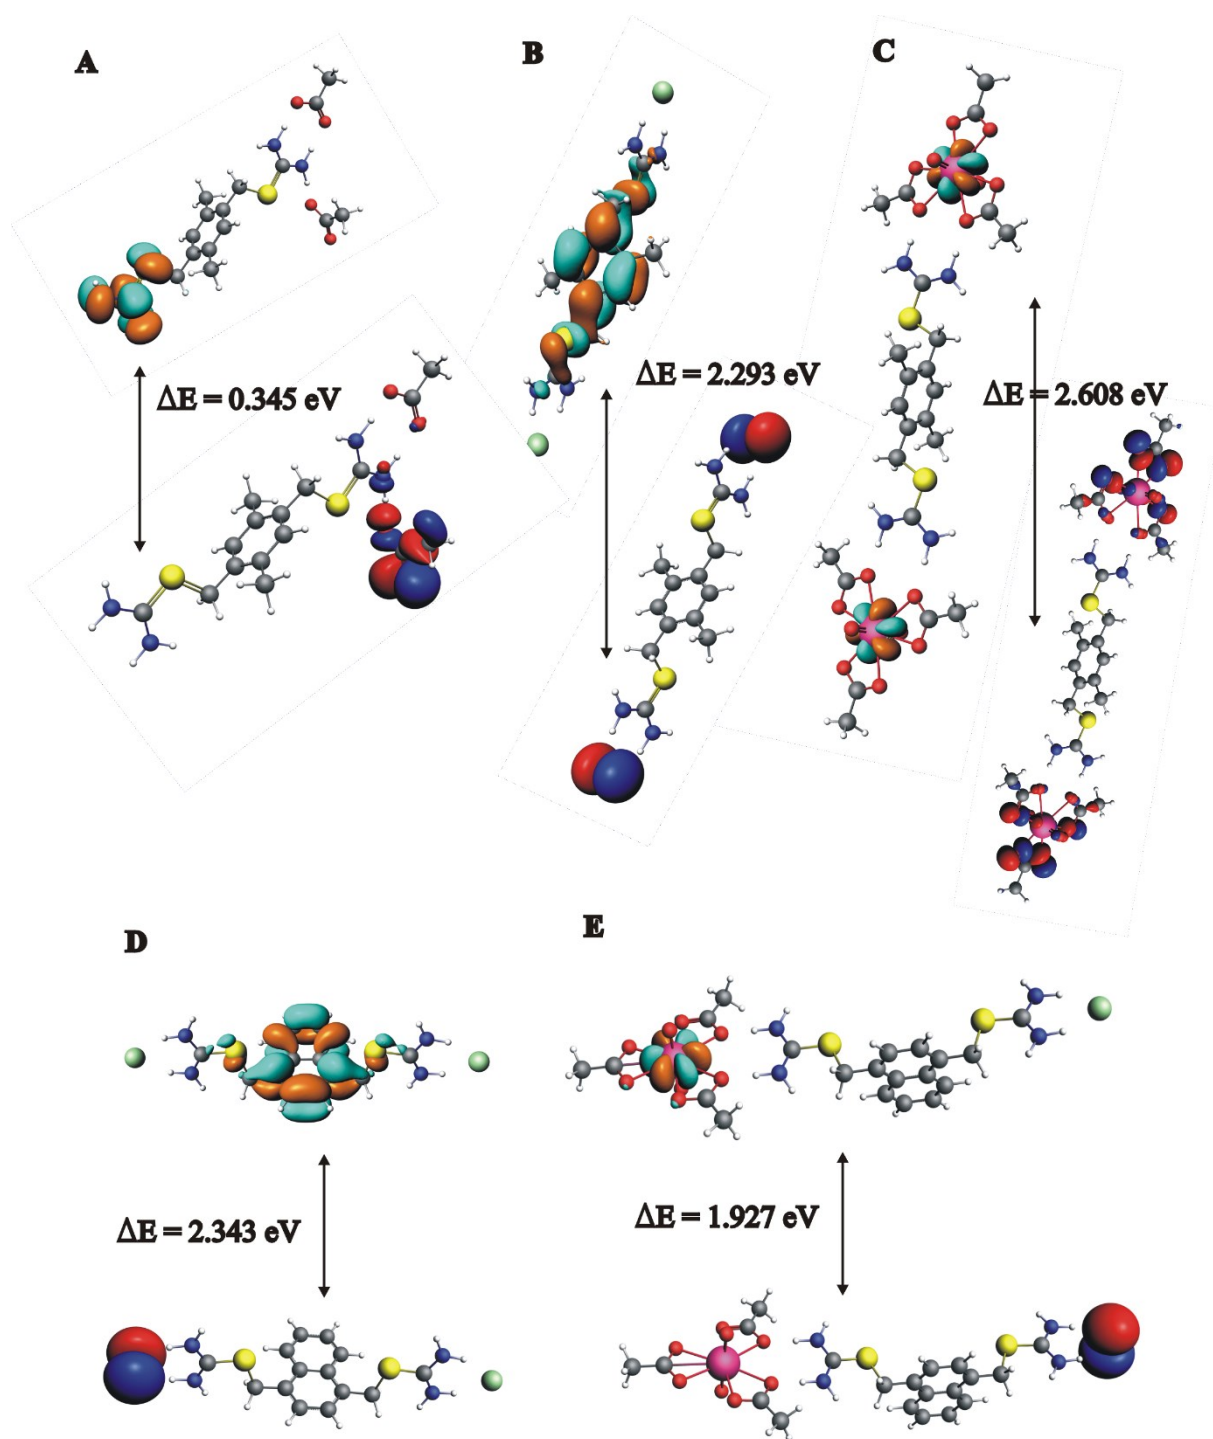 A
B
C
ΔE = 0.345 eV
ΔE = 2.293 eV
ΔE = 2.608 eV
D
E
ΔE = 2.343 eV
ΔE = 1.927 eV